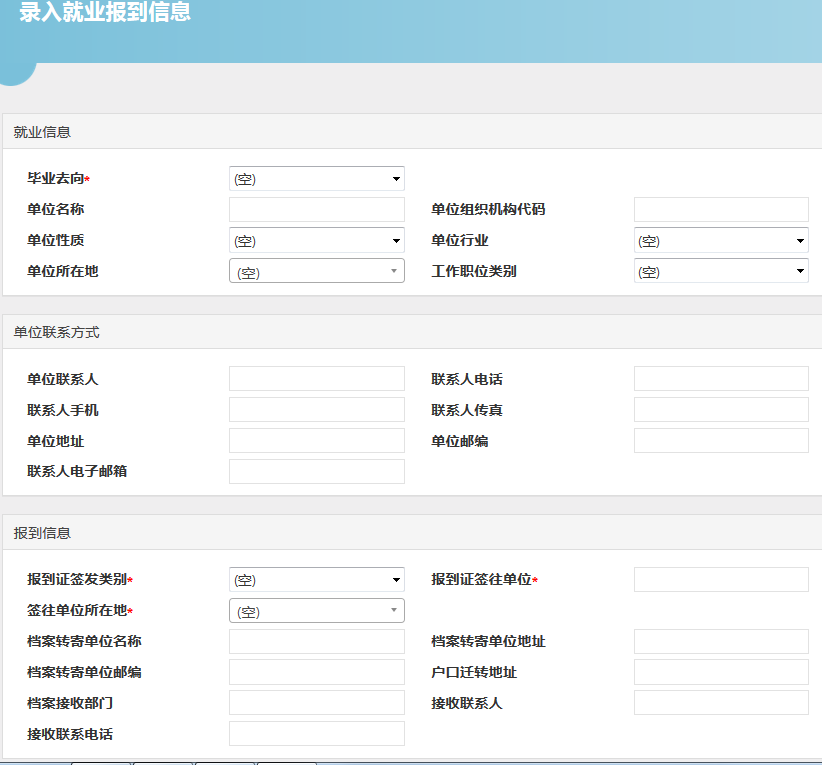 录入就业报到信息
就业信息
毕业去向* (空)
单位名称 单位组织机构代码
单位性质 (空) 单位行业 (空)
单位所在地 (空) 工作职位类别 (空)
单位联系方式
单位联系人 联系人电话
联系人手机 联系人传真
单位地址 单位邮编
联系人电子邮箱
报到信息
报到证签发类别* (空) 报到证签往单位*
签往单位所在地* (空)
档案转寄单位名称 档案转寄单位地址
档案转寄单位邮编 户口迁转地址
档案接收部门 接收联系人
接收联系电话